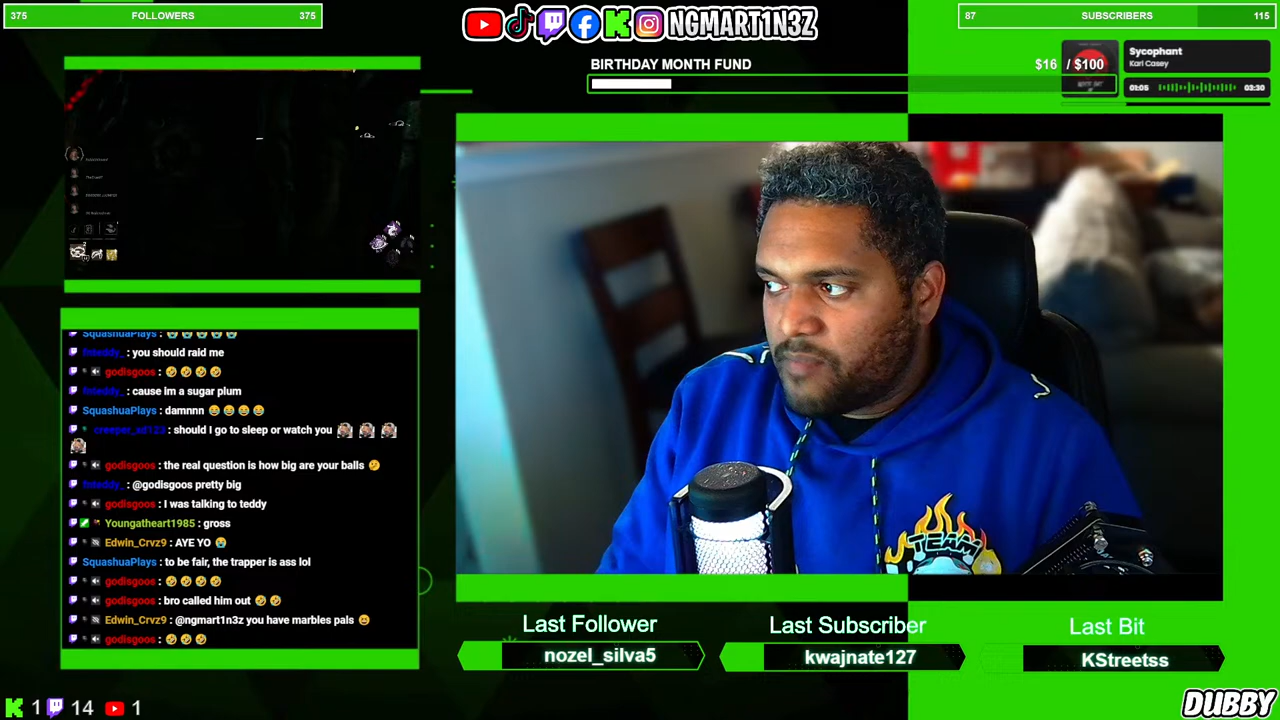 375 FOLLOWERS 375
NGMART1N3Z
87 SUBSCRIBERS 115
BIRTHDAY MONTH FUND
$16 / $100
Sycophant
Karl Casey
01:05 03:30
SquashuaPlays : 😭 😭 😭 😭 😭
fnteddy_ : you should raid me
godisgoos : 🤣 🤣 🤣 🤣
fnteddy_ : cause im a sugar plum
SquashuaPlays : damnnn 😂 😂 😂 😂
creeper_xd123 : should I go to sleep or watch you
godisgoos : the real question is how big are your balls 🤔
fnteddy_ : @godisgoos pretty big
godisgoos : I was talking to teddy
Youngatheart1985 : gross
Edwin_Crvz9 : AYE YO 😭
SquashuaPlays : to be fair, the trapper is ass lol
godisgoos : 🤣 🤣 🤣 🤣
godisgoos : bro called him out 🤣 🤣
Edwin_Crvz9 : @ngmart1n3z you have marbles pals
godisgoos : 🤣 🤣 🤣
TEAM
Last Follower
nozel_silva5
Last Subscriber
kwajnate127
Last Bit
KStreetss
1 14 1
DUBBY